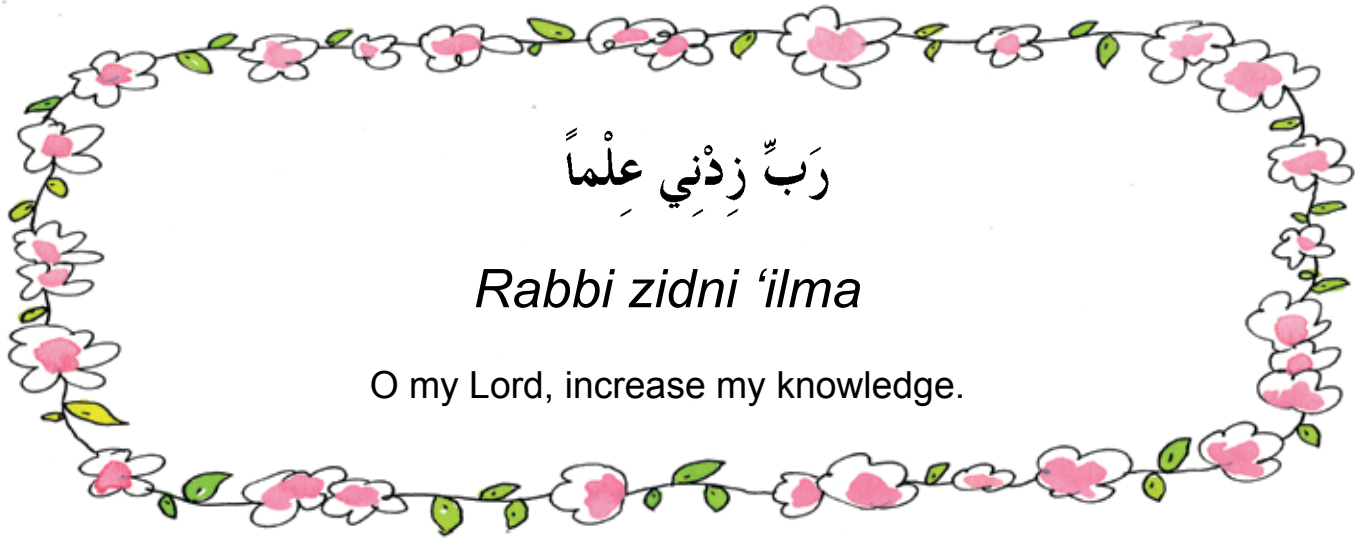 رَبِّ زِدْنِي عِلْماً
Rabbi zidni ‘ilma
O my Lord, increase my knowledge.